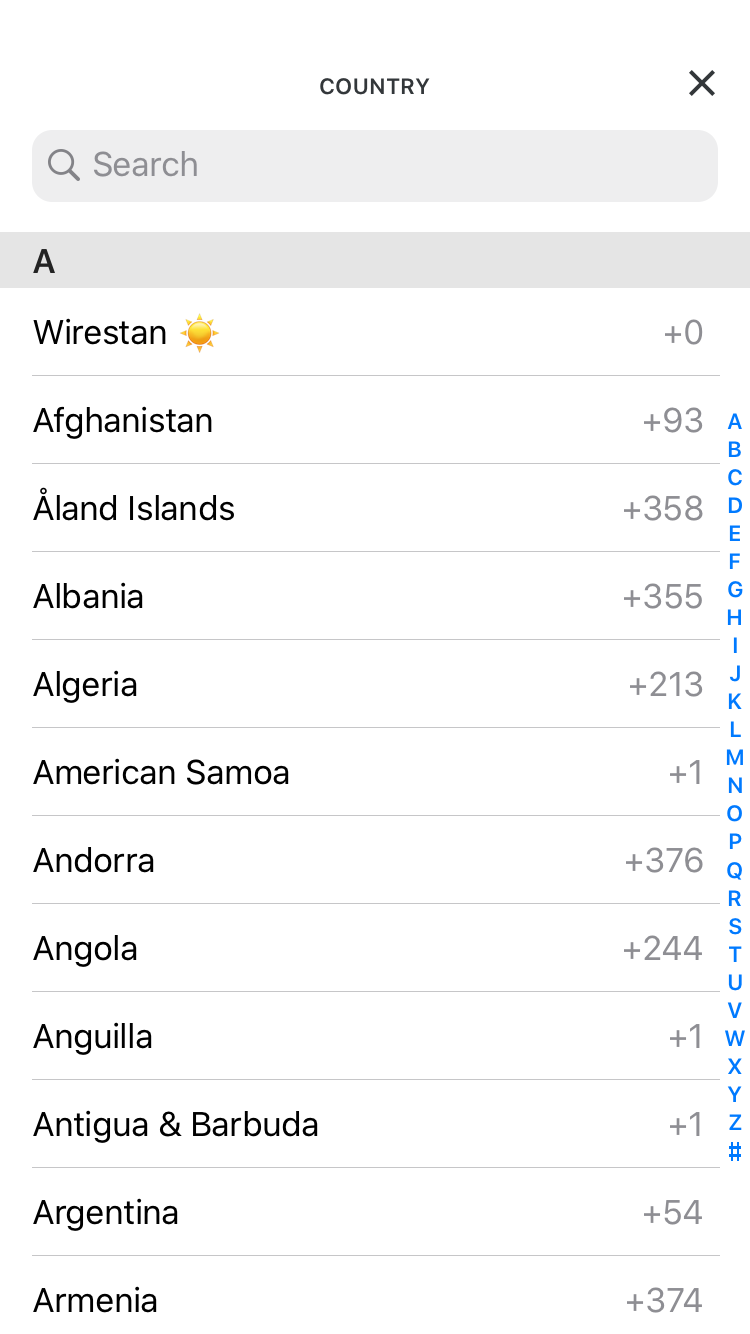 COUNTRY
Search
A
Wirestan ☀️ +0
Afghanistan +93
Åland Islands +358
Albania +355
Algeria +213
American Samoa +1
Andorra +376
Angola +244
Anguilla +1
Antigua & Barbuda +1
Argentina +54
Armenia +374
A
B
C
D
E
F
G
H
I
J
K
L
M
N
O
P
Q
R
S
T
U
V
W
X
Y
Z
#